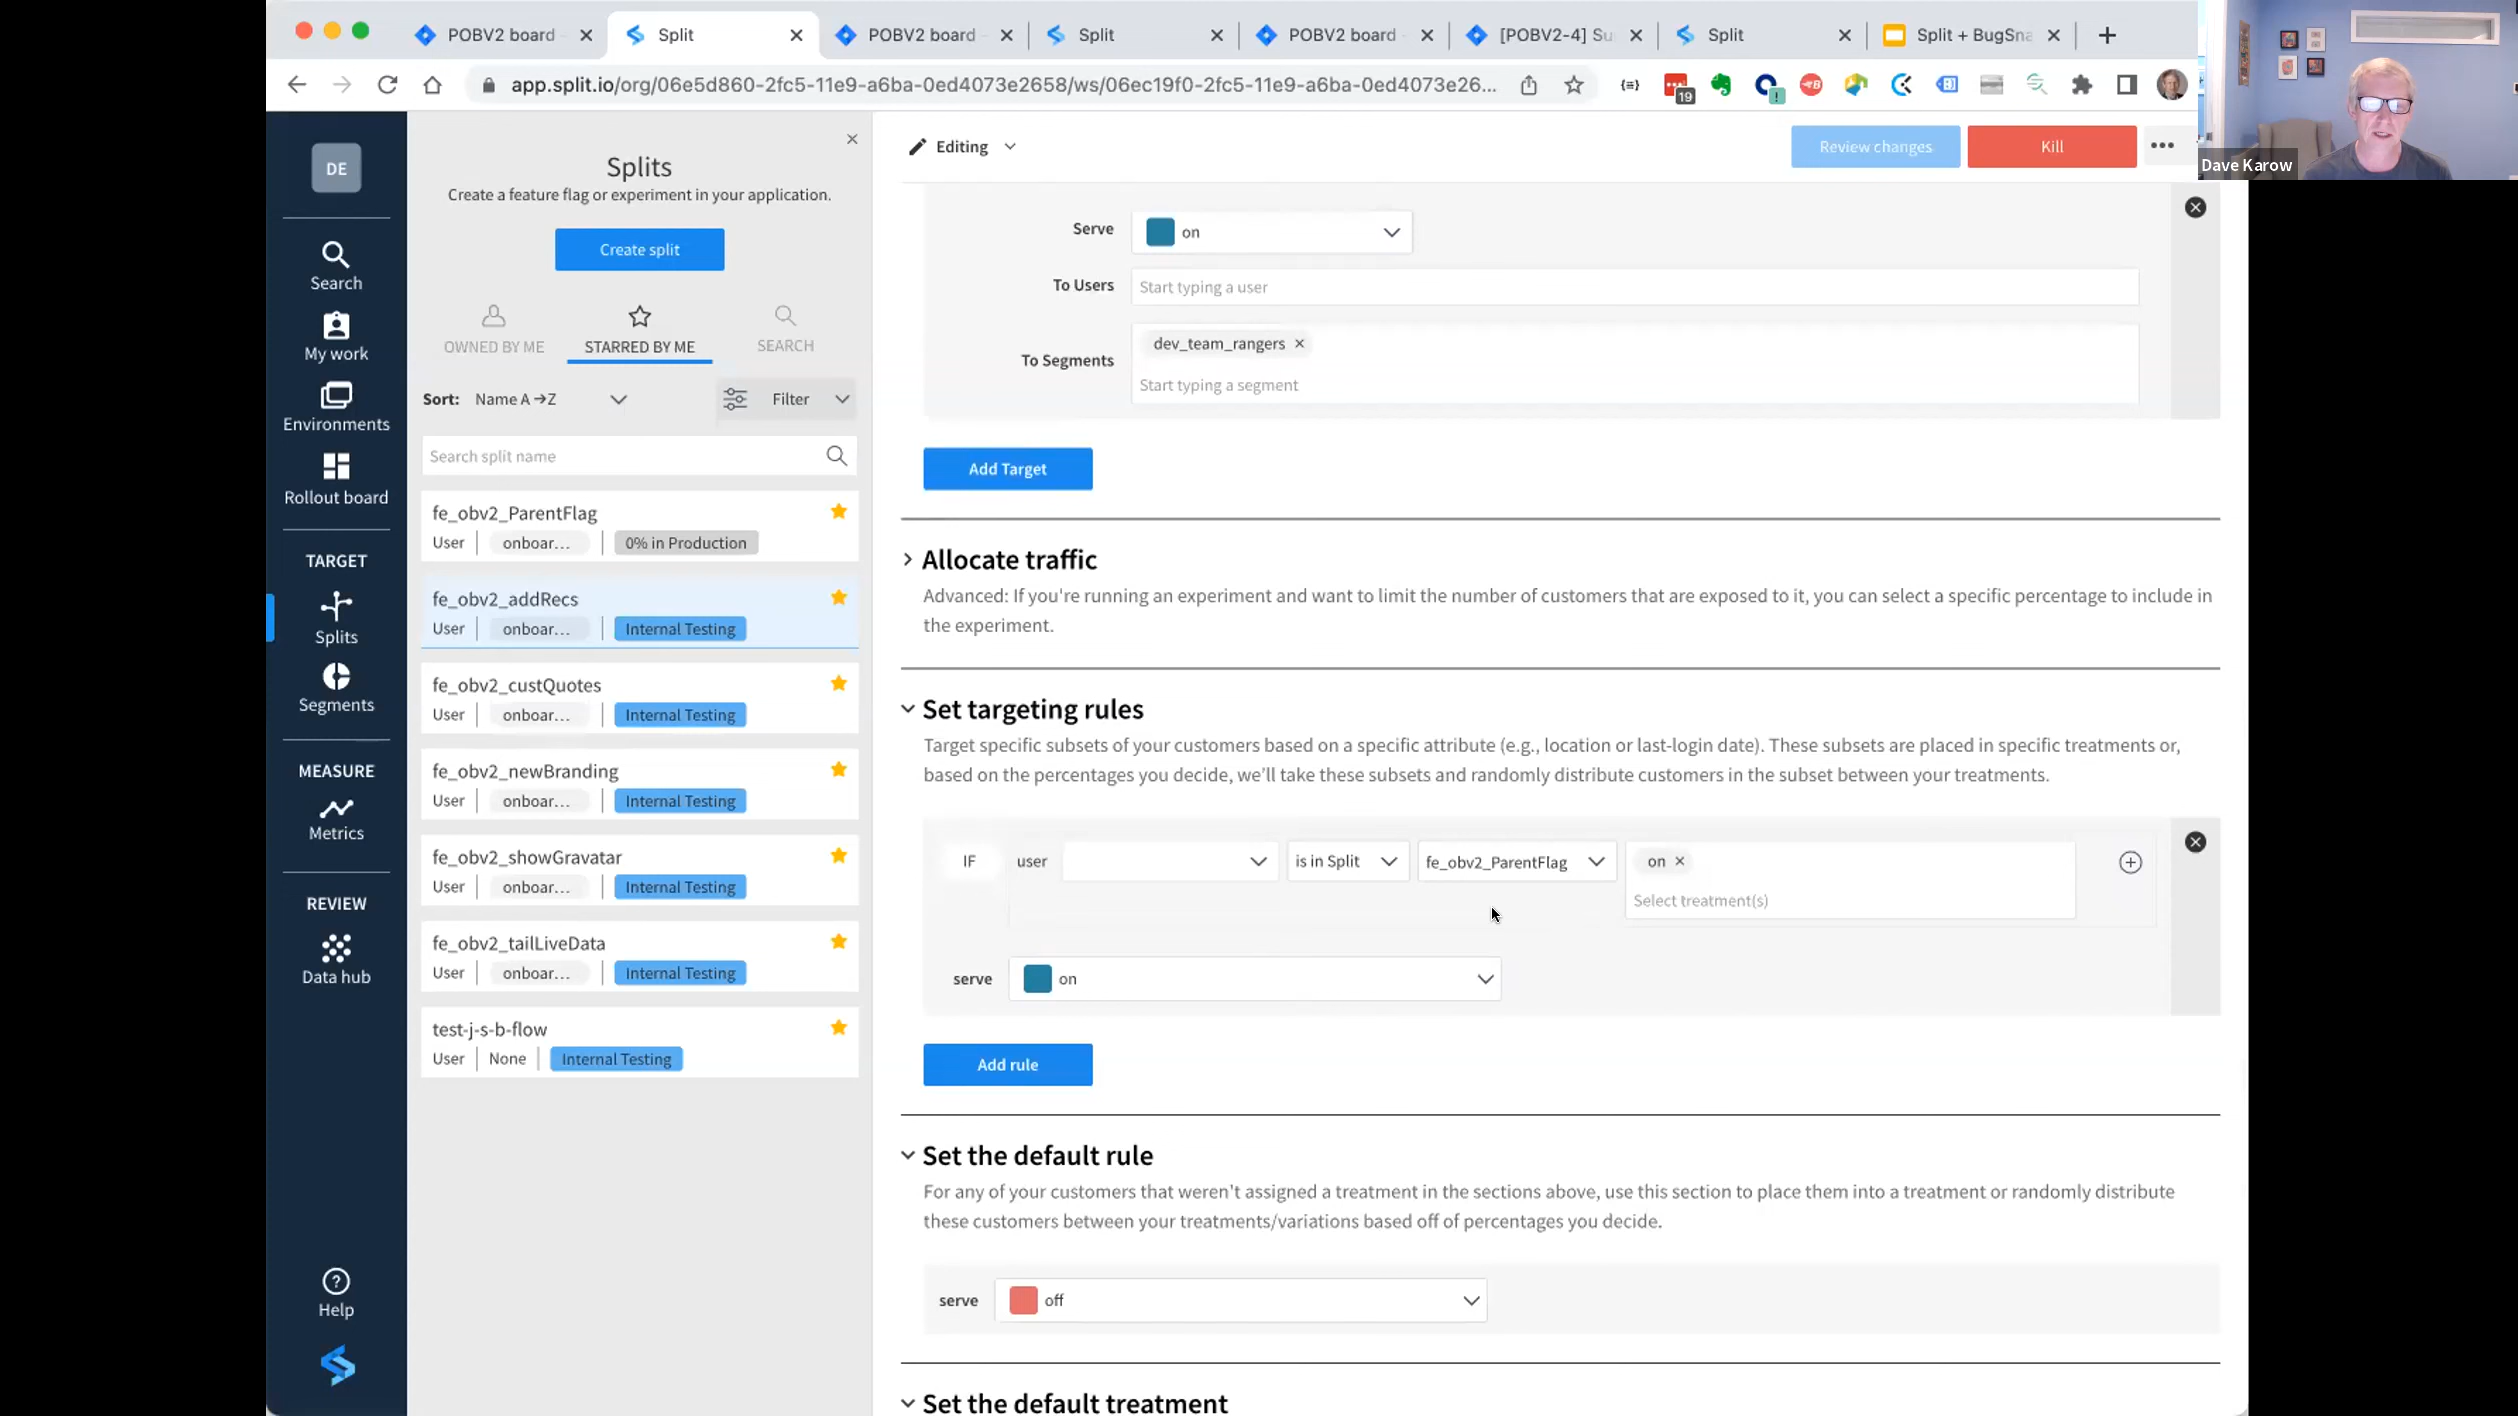 POBV2 board
Split
POBV2 board
Split
POBV2 board
[POBV2-4] Su
Split
Split + BugSna
app.split.io/org/06e5d860-2fc5-11e9-a6ba-0ed4073e2658/ws/06ec19f0-2fc5-11e9-a6ba-0ed4073e26...
19
Dave Karow
DE
Search
My work
Environments
Rollout board
TARGET
Splits
Segments
MEASURE
Metrics
REVIEW
Data hub
Help
Splits
Create a feature flag or experiment in your application.
Create split
OWNED BY ME
STARRED BY ME
SEARCH
Sort: Name A→Z
Filter
Search split name
fe_obv2_ParentFlag
User | onboar... | 0% in Production
fe_obv2_addRecs
User | onboar... | Internal Testing
fe_obv2_custQuotes
User | onboar... | Internal Testing
fe_obv2_newBranding
User | onboar... | Internal Testing
fe_obv2_showGravatar
User | onboar... | Internal Testing
fe_obv2_tailLiveData
User | onboar... | Internal Testing
test-j-s-b-flow
User | None | Internal Testing
Editing
Review changes
Kill
Serve on
To Users Start typing a user
To Segments dev_team_rangers
Start typing a segment
Add Target
Allocate traffic
Advanced: If you're running an experiment and want to limit the number of customers that are exposed to it, you can select a specific percentage to include in
the experiment.
Set targeting rules
Target specific subsets of your customers based on a specific attribute (e.g., location or last-login date). These subsets are placed in specific treatments or,
based on the percentages you decide, we'll take these subsets and randomly distribute customers in the subset between your treatments.
IF user is in Split fe_obv2_ParentFlag on
Select treatment(s)
serve on
Add rule
Set the default rule
For any of your customers that weren't assigned a treatment in the sections above, use this section to place them into a treatment or randomly distribute
these customers between your treatments/variations based off of percentages you decide.
serve off
Set the default treatment